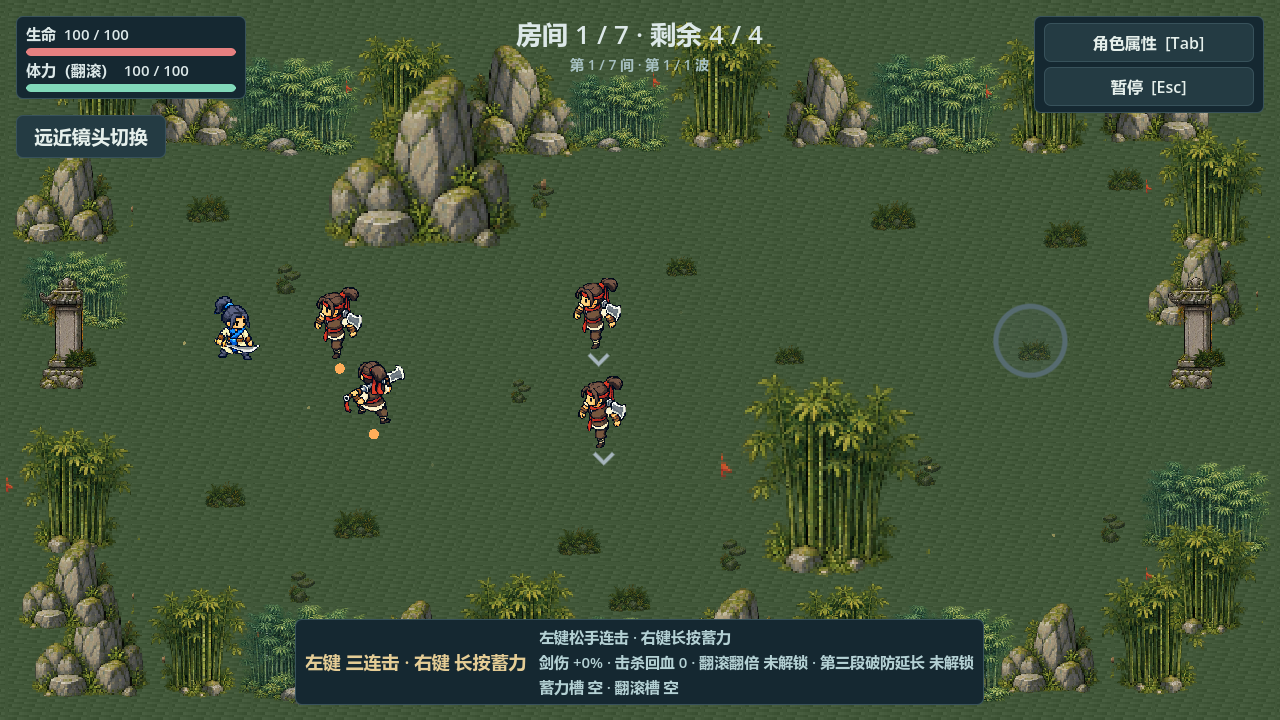 生命 100 / 100
体力（翻滚） 100 / 100
远近镜头切换
房间 1 / 7 · 剩余 4 / 4
第 1 / 7 间 · 第 1 / 1 波
角色属性 [Tab]
暂停 [Esc]
左键 三连击 · 右键 长按蓄力
左键松手连击 · 右键长按蓄力
剑伤 +0% · 击杀回血 0 · 翻滚翻倍 未解锁 · 第三段破防延长 未解锁
蓄力槽 空 · 翻滚槽 空